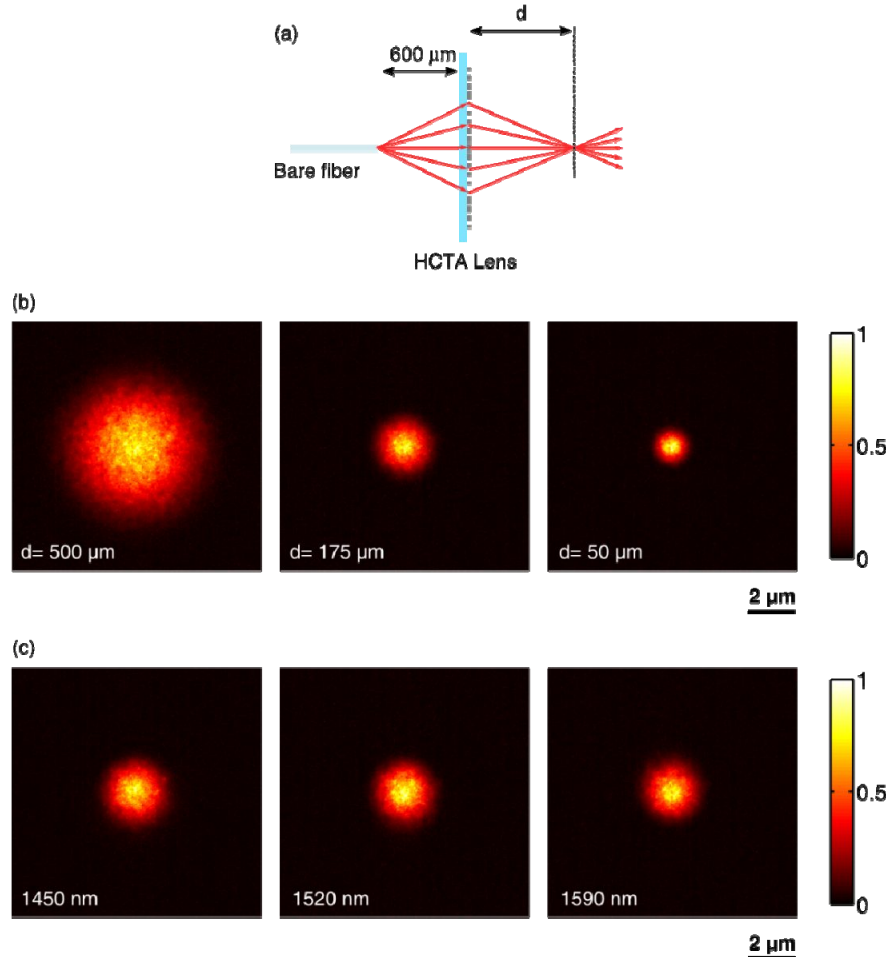 (a)
d
600 µm
Bare fiber
HCTA Lens
(b)
d= 500 µm
d= 175 µm
d= 50 µm
1
0.5
0
2 µm
(c)
1450 nm
1520 nm
1590 nm
1
0.5
0
2 µm